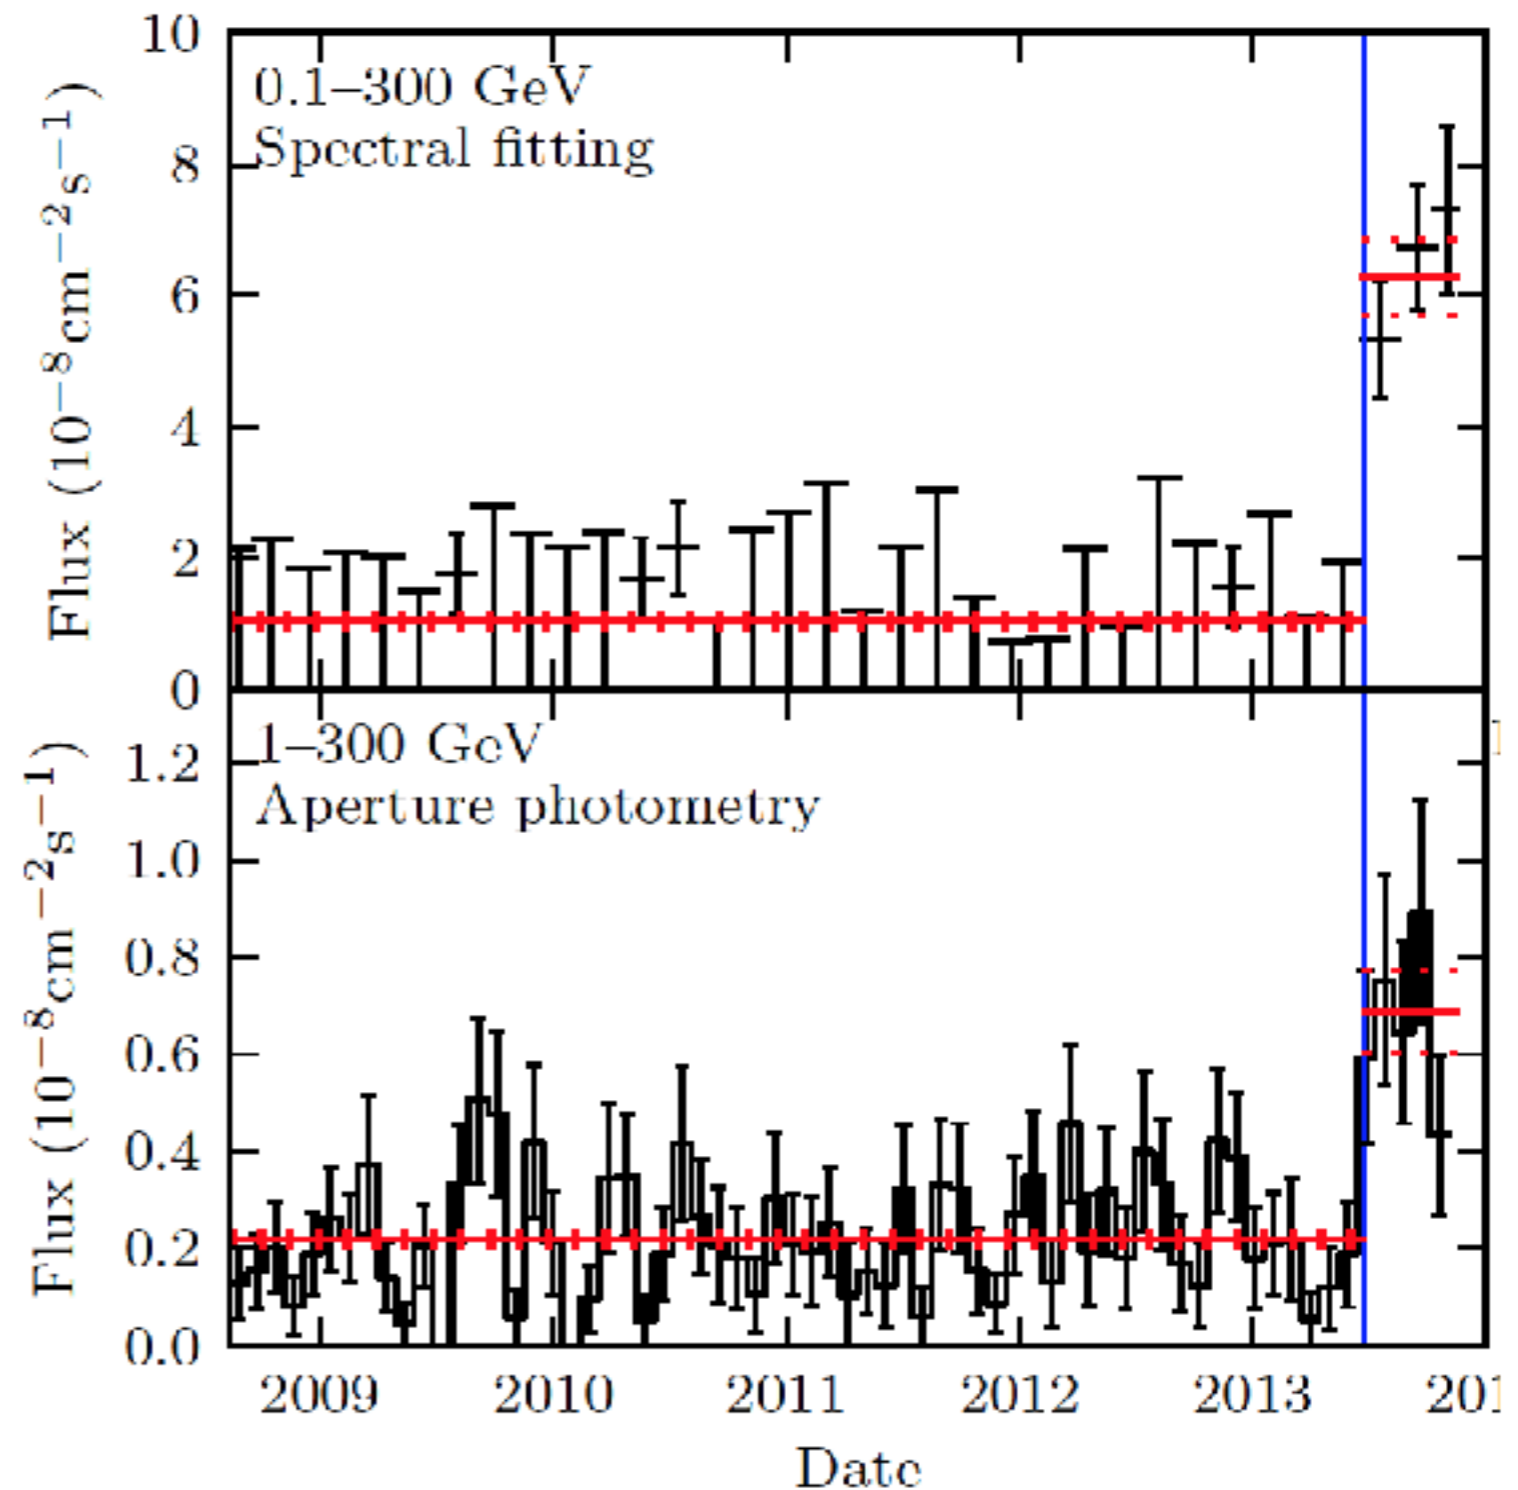 10
0.1–300 GeV
Spectral fitting
8
6
4
2
0
Flux (10−8cm−2s−1)
1–300 GeV
Aperture photometry
1.2
1.0
0.8
0.6
0.4
0.2
0.0
Flux (10−8cm−2s−1)
2009 2010 2011 2012 2013 201
Date